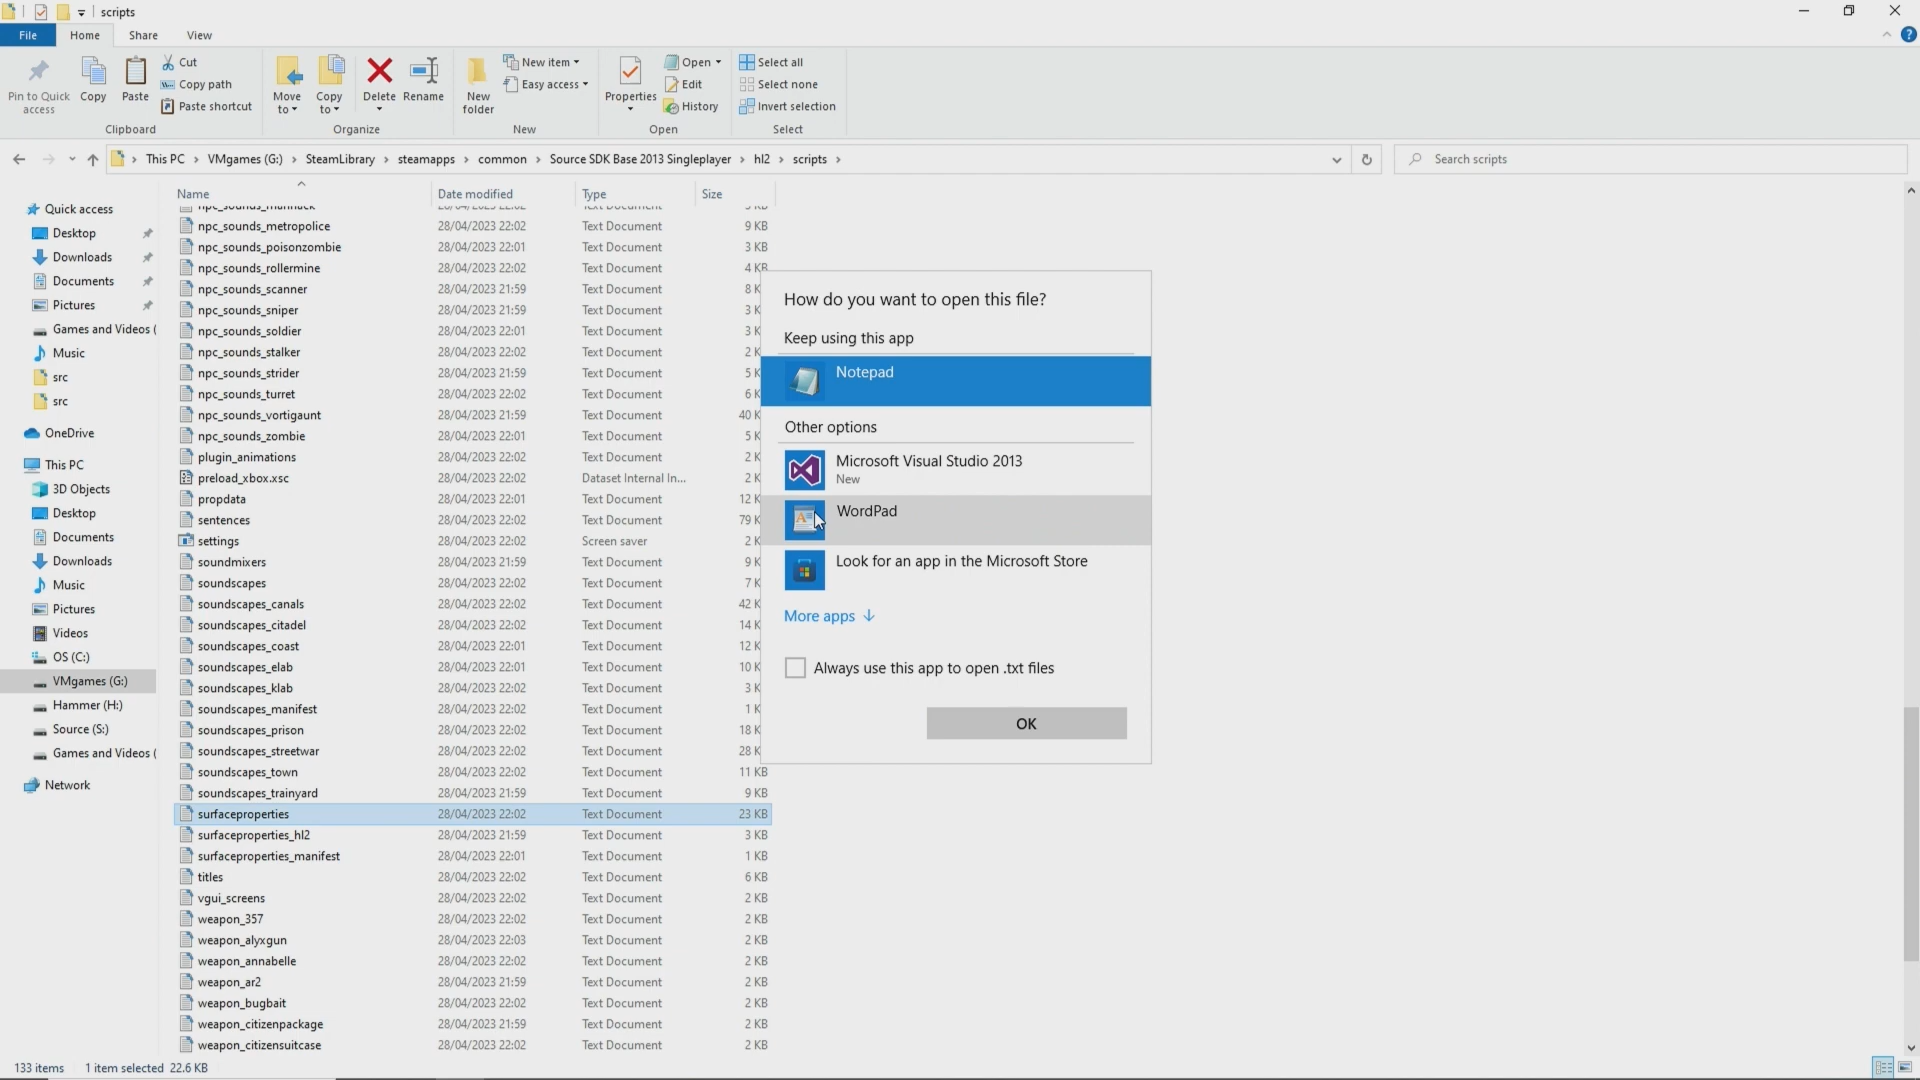 scripts
File
Home
Share
View
Pin to Quick access
Copy
Paste
Cut
Copy path
Paste shortcut
Clipboard
Move to
Copy to
Delete
Rename
Organize
New folder
New item
Easy access
New
Properties
Open
Edit
History
Open
Select all
Select none
Invert selection
Select
This PC > VMgames (G:) > SteamLibrary > steamapps > common > Source SDK Base 2013 Singleplayer > hl2 > scripts >
Search scripts
Quick access
Desktop
Downloads
Documents
Pictures
Games and Videos (
Music
src
src
OneDrive
This PC
3D Objects
Desktop
Documents
Downloads
Music
Pictures
Videos
OS (C:)
VMgames (G:)
Hammer (H:)
Source (S:)
Games and Videos (
Network
Name Date modified Type Size
npc_sounds_metropolice 28/04/2023 22:02 Text Document 9 KB
npc_sounds_poisonzombie 28/04/2023 22:01 Text Document 3 KB
npc_sounds_rollermine 28/04/2023 22:02 Text Document 4 KB
npc_sounds_scanner 28/04/2023 21:59 Text Document 8 K
npc_sounds_sniper 28/04/2023 21:59 Text Document 3 K
npc_sounds_soldier 28/04/2023 22:01 Text Document 3 K
npc_sounds_stalker 28/04/2023 22:02 Text Document 2 K
npc_sounds_strider 28/04/2023 21:59 Text Document 5 K
npc_sounds_turret 28/04/2023 22:02 Text Document 6 K
npc_sounds_vortigaunt 28/04/2023 21:59 Text Document 40 K
npc_sounds_zombie 28/04/2023 22:01 Text Document 5 K
plugin_animations 28/04/2023 22:02 Text Document 2 K
preload_xbox.xsc 28/04/2023 22:02 Dataset Internal In... 2 K
propdata 28/04/2023 22:01 Text Document 12 K
sentences 28/04/2023 22:02 Text Document 79 K
settings 28/04/2023 22:02 Screen saver 2 K
soundmixers 28/04/2023 21:59 Text Document 9 K
soundscapes 28/04/2023 22:02 Text Document 7 K
soundscapes_canals 28/04/2023 22:02 Text Document 42 K
soundscapes_citadel 28/04/2023 22:02 Text Document 14 K
soundscapes_coast 28/04/2023 22:01 Text Document 12 K
soundscapes_elab 28/04/2023 22:01 Text Document 10 K
soundscapes_klab 28/04/2023 22:02 Text Document 3 K
soundscapes_manifest 28/04/2023 22:02 Text Document 1 K
soundscapes_prison 28/04/2023 22:02 Text Document 18 K
soundscapes_streetwar 28/04/2023 22:02 Text Document 28 K
soundscapes_town 28/04/2023 22:02 Text Document 11 KB
soundscapes_trainyard 28/04/2023 21:59 Text Document 9 KB
surfaceproperties 28/04/2023 22:02 Text Document 23 KB
surfaceproperties_hl2 28/04/2023 21:59 Text Document 3 KB
surfaceproperties_manifest 28/04/2023 22:01 Text Document 1 KB
titles 28/04/2023 22:02 Text Document 6 KB
vgui_screens 28/04/2023 22:02 Text Document 2 KB
weapon_357 28/04/2023 22:02 Text Document 2 KB
weapon_alyxgun 28/04/2023 22:03 Text Document 2 KB
weapon_annabelle 28/04/2023 22:02 Text Document 2 KB
weapon_ar2 28/04/2023 21:59 Text Document 2 KB
weapon_bugbait 28/04/2023 22:02 Text Document 2 KB
weapon_citizenpackage 28/04/2023 21:59 Text Document 2 KB
weapon_citizensuitcase 28/04/2023 22:02 Text Document 2 KB
How do you want to open this file?
Keep using this app
Notepad
Other options
Microsoft Visual Studio 2013
New
WordPad
Look for an app in the Microsoft Store
More apps ↓
Always use this app to open .txt files
OK
133 items 1 item selected 22.6 KB